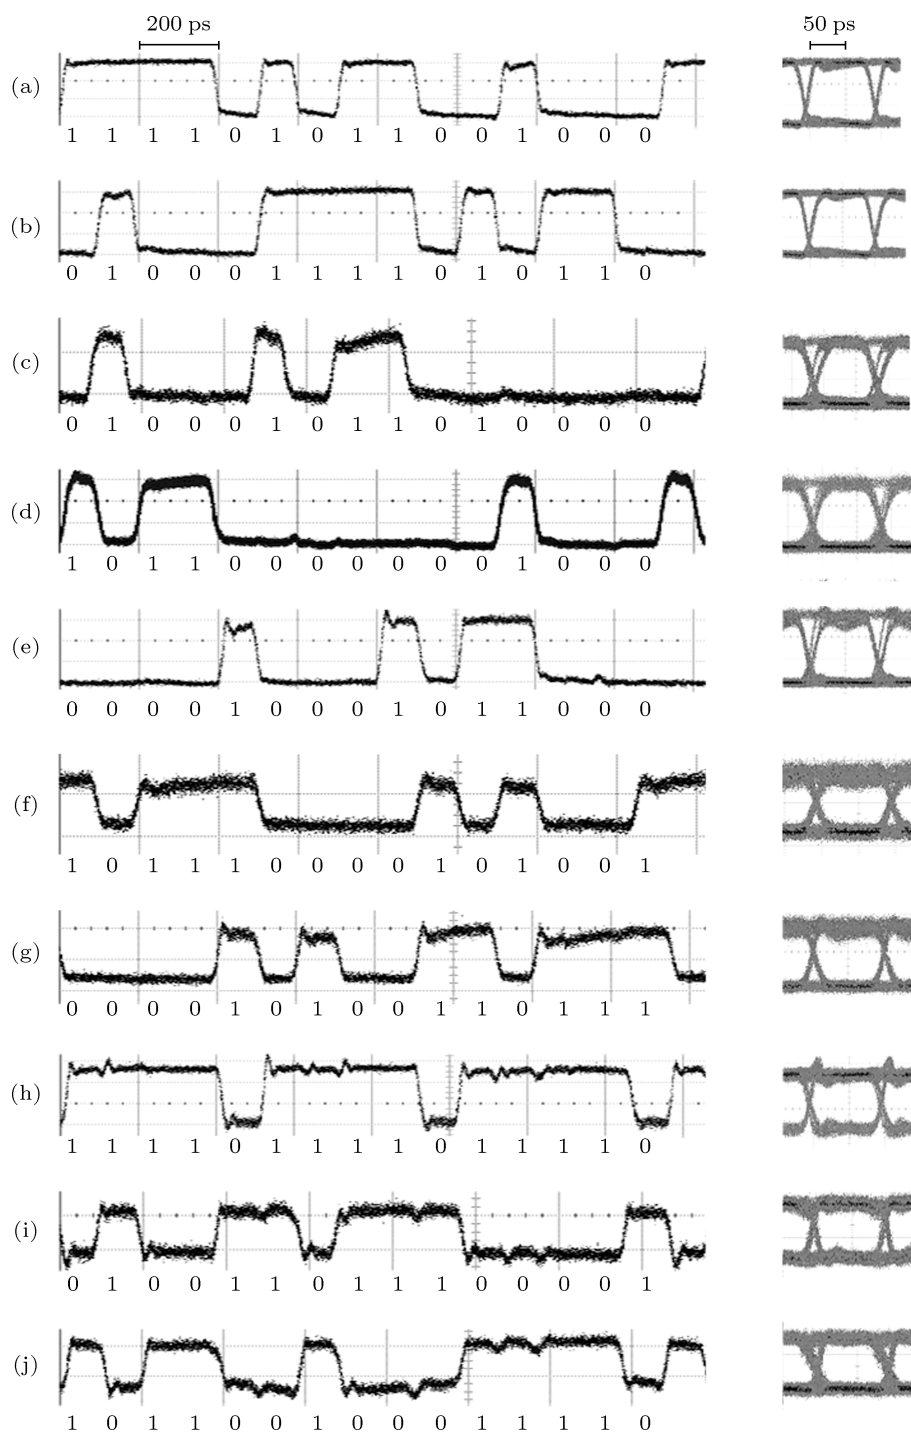 200 ps 50 ps
(a)
1 1 1 1 0 1 0 1 1 0 0 1 0 0 0
(b)
0 1 0 0 0 1 1 1 1 0 1 0 1 1 0
(c)
0 1 0 0 0 1 0 1 1 0 1 0 0 0 0
(d)
1 0 1 1 0 0 0 0 0 0 0 1 0 0 0
(e)
0 0 0 0 1 0 0 0 1 0 1 1 0 0 0
(f)
1 0 1 1 1 0 0 0 0 1 0 1 0 0 1
(g)
0 0 0 0 1 0 1 0 0 1 1 0 1 1 1
(h)
1 1 1 1 0 1 1 1 1 0 1 1 1 1 0
(i)
0 1 0 0 1 1 0 1 1 1 0 0 0 0 1
(j)
1 0 1 1 0 0 1 0 0 0 1 1 1 1 0